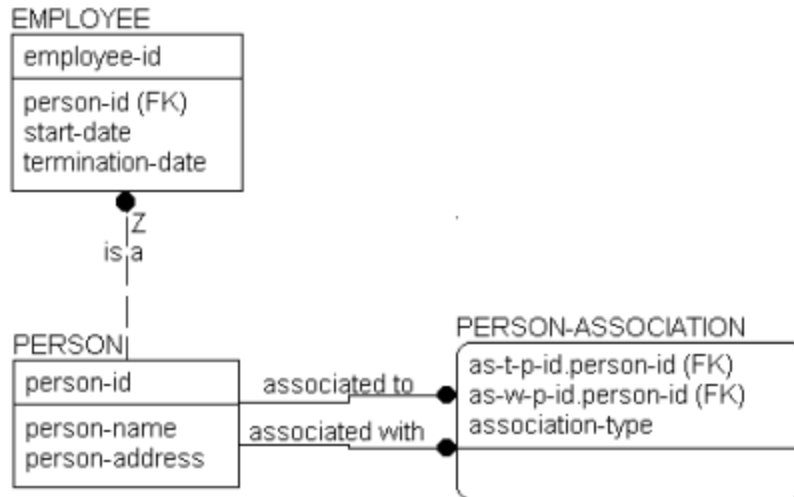 EMPLOYEE
employee-id
person-id (FK)
start-date
termination-date
Z
is a
PERSON
person-id
person-name
person-address
associated to
associated with
PERSON-ASSOCIATION
as-t-p-id.person-id (FK)
as-w-p-id.person-id (FK)
association-type